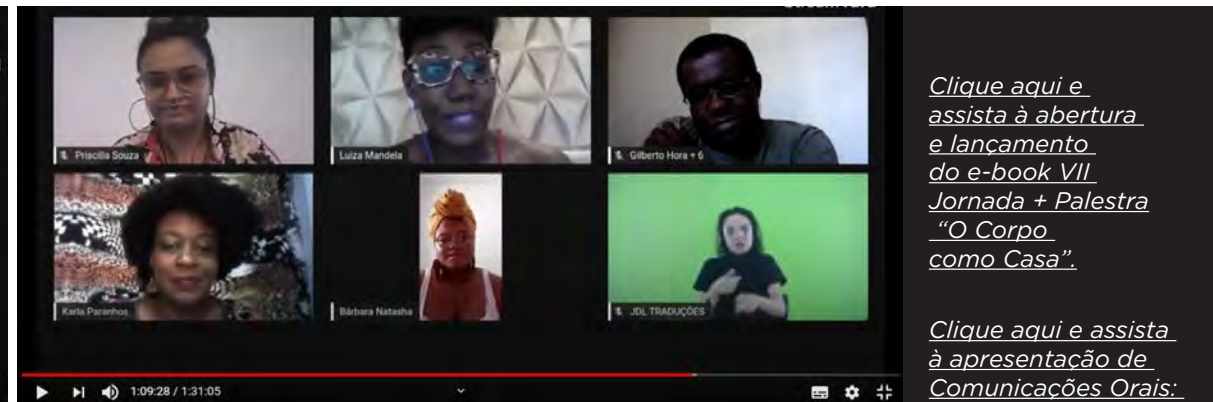 Priscilla Souza
Luiza Mandela
Gilberto Hora + 6
Karla Paranhos
Bárbara Natasha
JDL TRADUÇÕES
1:09:28 / 1:31:05
Clique aqui e
assista à abertura
e lançamento
do e-book VII
Jornada + Palestra
“O Corpo
como Casa”.
Clique aqui e assista
à apresentação de
Comunicações Orais: